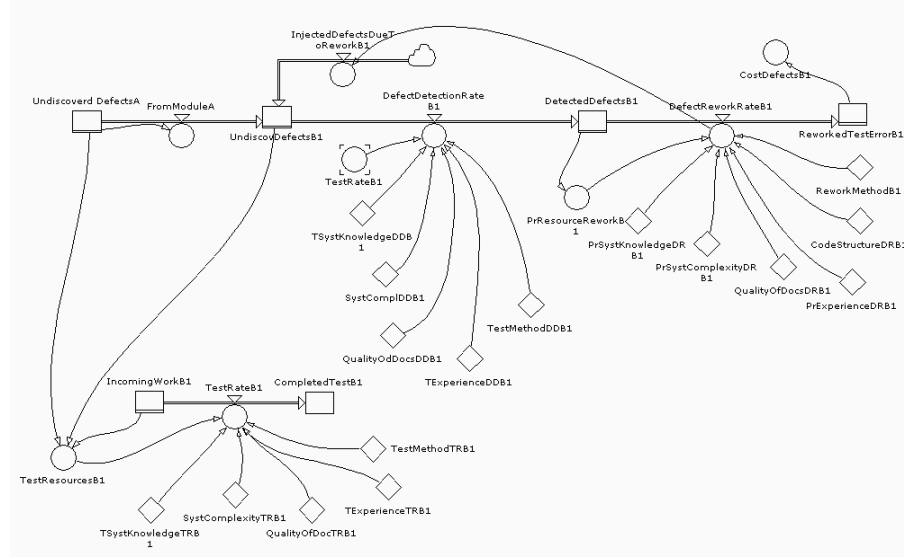 InjectedDefectsDueT
oReworkB1
CostDefectsB1
Undiscoverd DefectsA
FromModuleA
DefectDetectionRate
B1
DetectedDefectsB1
DefectReworkRateB1
UndiscovDefectsB1
ReworkedTestErrorB1
TestRateB1
ReworkMethodB1
PrResourceReworkB
1
TSystKnowledgeDDB
1
PrSystKnowledgeDR
B1
CodeStructureDRB1
PrSystComplexityDR
B1
SystComplDDB1
QualityOfDocsDRB1
PrExperienceDRB1
TestMethodDDB1
QualityOdDocsDDB1
TExperienceDDB1
IncomingWorkB1
TestRateB1
CompletedTestB1
TestMethodTRB1
TestResourcesB1
TExperienceTRB1
SystComplexityTRB1
TSystKnowledgeTRB
1
QualityOfDocTRB1